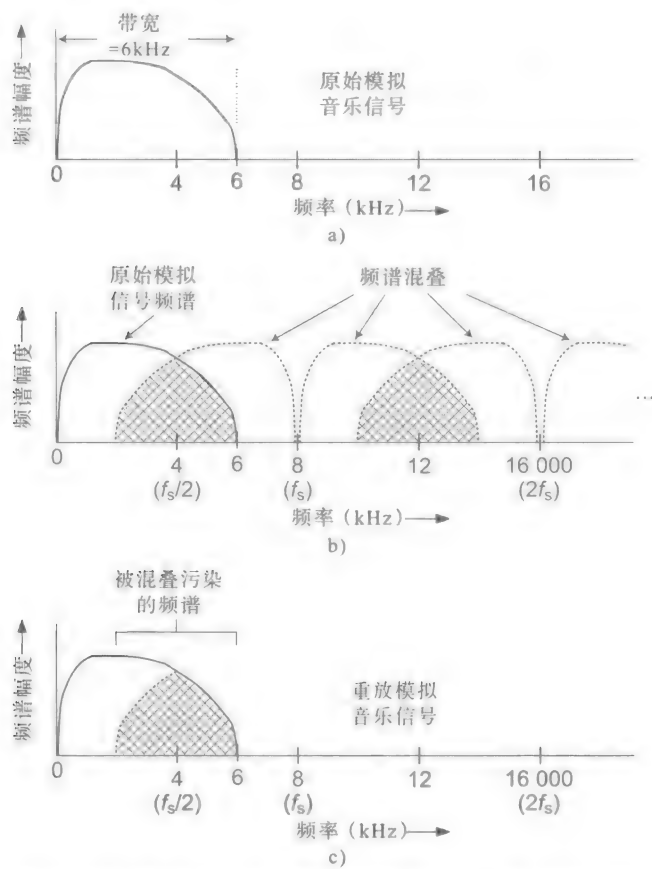 带宽
=6kHz
频谱幅度
原始模拟
音乐信号
0 4 6 8 12 16
频率（kHz）
a)
原始模拟
信号频谱
频谱混叠
频谱幅度
...
0 4 6 8 12 16 000
(fs/2) (fs) (2fs)
频率（kHz）
b)
被混叠污染
的频谱
频谱幅度
重放模拟
音乐信号
0 4 6 8 12 16 000
(fs/2) (fs) (2fs)
频率（kHz）
c)